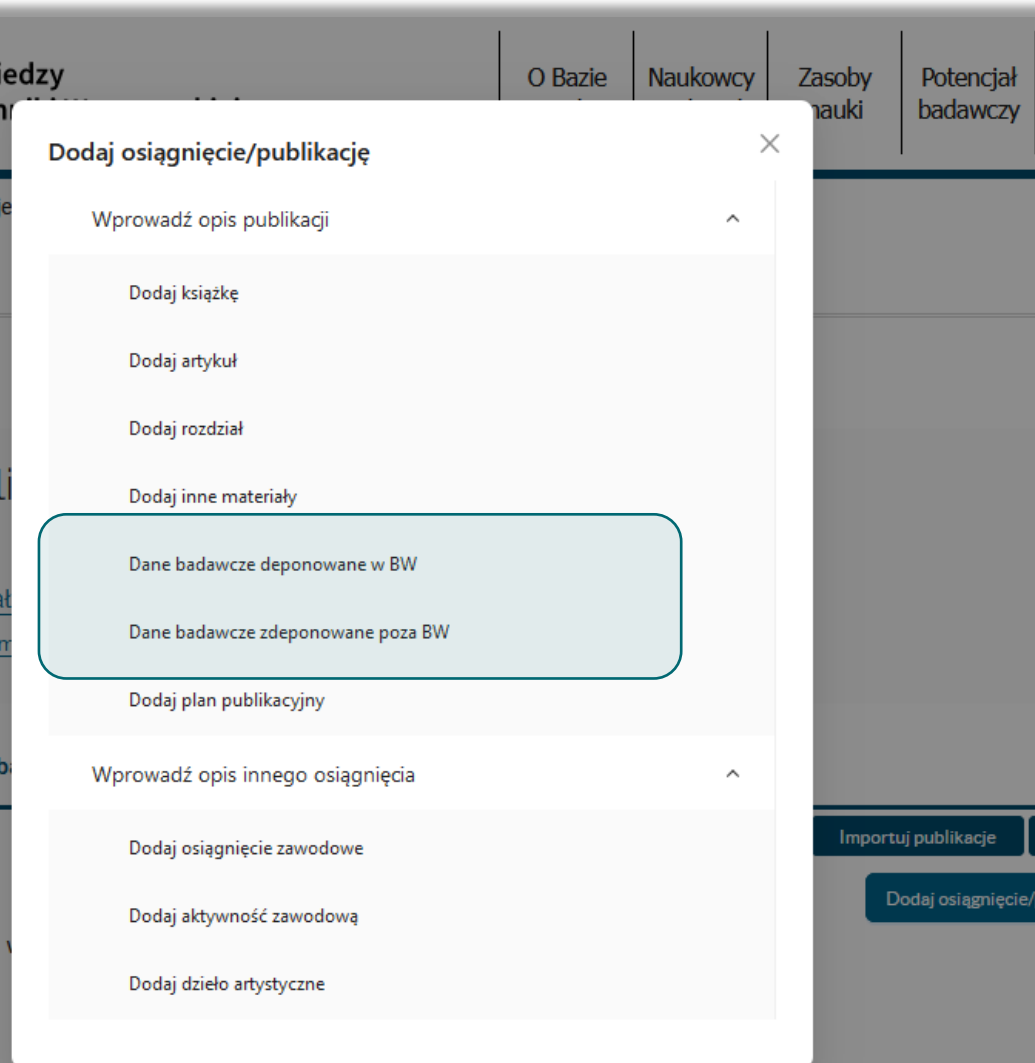 O Bazie
Naukowcy
Zasoby
nauki
Potencjał
badawczy
Dodaj osiągnięcie/publikację
Wprowadź opis publikacji
Dodaj książkę
Dodaj artykuł
Dodaj rozdział
Dodaj inne materiały
Dane badawcze deponowane w BW
Dane badawcze zdeponowane poza BW
Dodaj plan publikacyjny
Wprowadź opis innego osiągnięcia
Dodaj osiągnięcie zawodowe
Importuj publikacje
Dodaj osiągnięcie/
Dodaj aktywność zawodową
Dodaj dzieło artystyczne